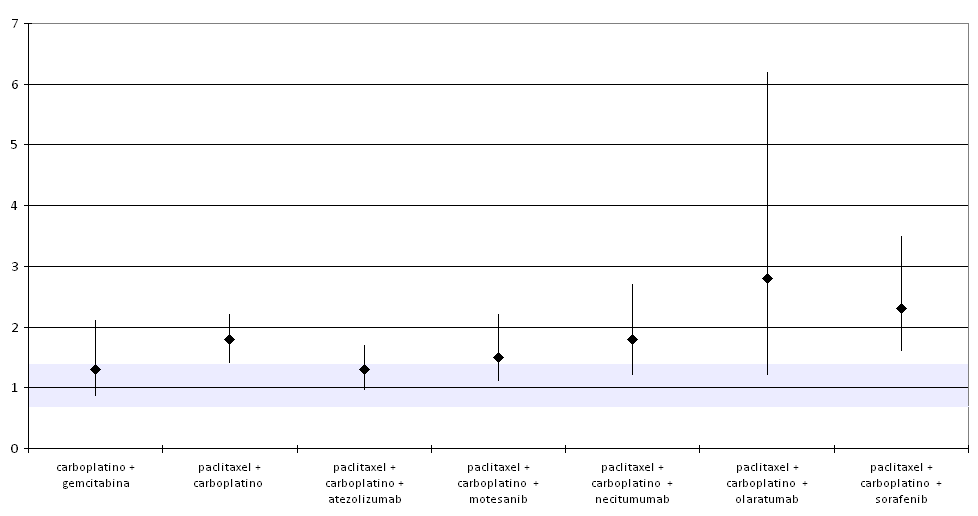 7
6
5
4
3
2
1
0
carboplatino +
gemcitabina
paclitaxel +
carboplatino
paclitaxel +
carboplatino +
atezolizumab
paclitaxel +
carboplatino +
motesanib
paclitaxel +
carboplatino +
necitumumab
paclitaxel +
carboplatino +
olaratumab
paclitaxel +
carboplatino +
sorafenib